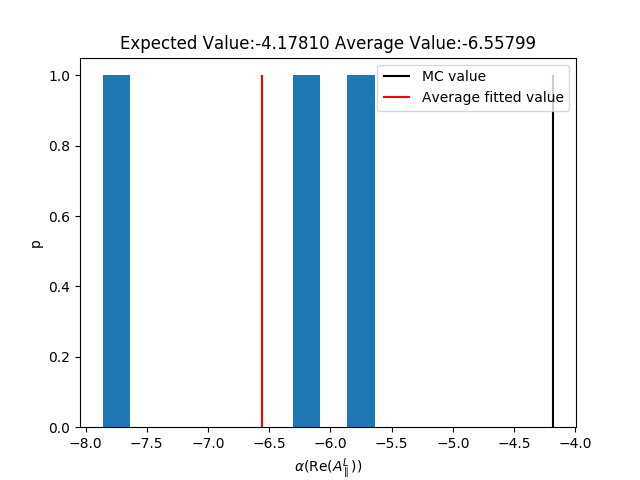 Expected Value:-4.17810 Average Value:-6.55799
MC value
Average fitted value
1.0
0.8
0.6
0.4
0.2
0.0
p
−8.0 −7.5 −7.0 −6.5 −6.0 −5.5 −5.0 −4.5 −4.0
α(Re(A∥^L))